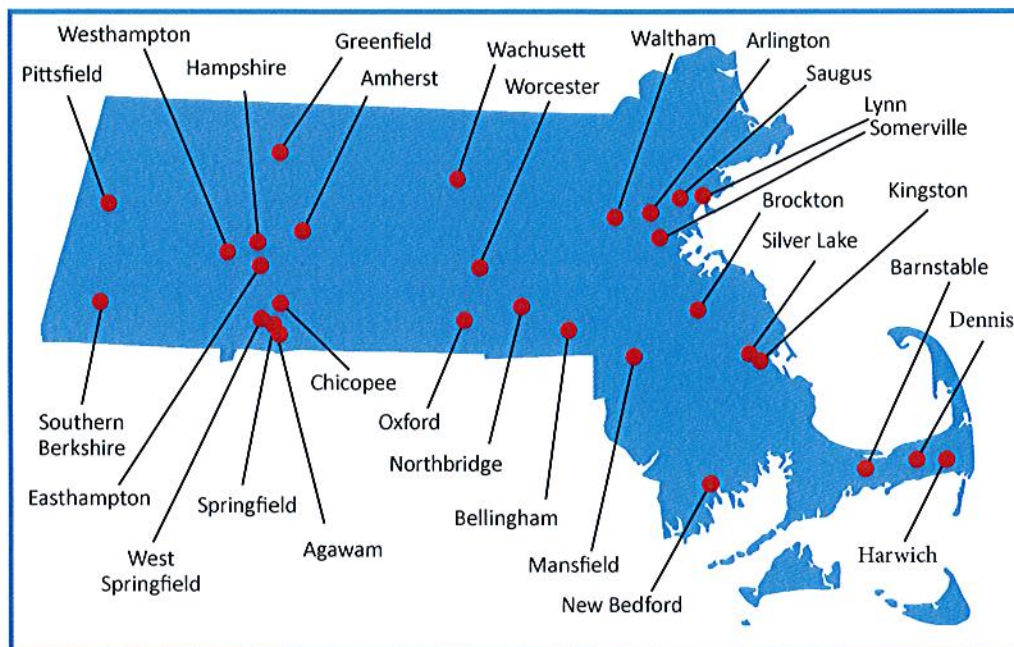 Westhampton
Greenfield
Wachusett
Waltham
Arlington
Pittsfield
Hampshire
Amherst
Worcester
Saugus
Lynn
Somerville
Brockton
Kingston
Silver Lake
Barnstable
Dennis
Southern
Berkshire
Chicopee
Oxford
Northbridge
Easthampton
Springfield
West
Springfield
Agawam
Bellingham
Mansfield
New Bedford
Harwich